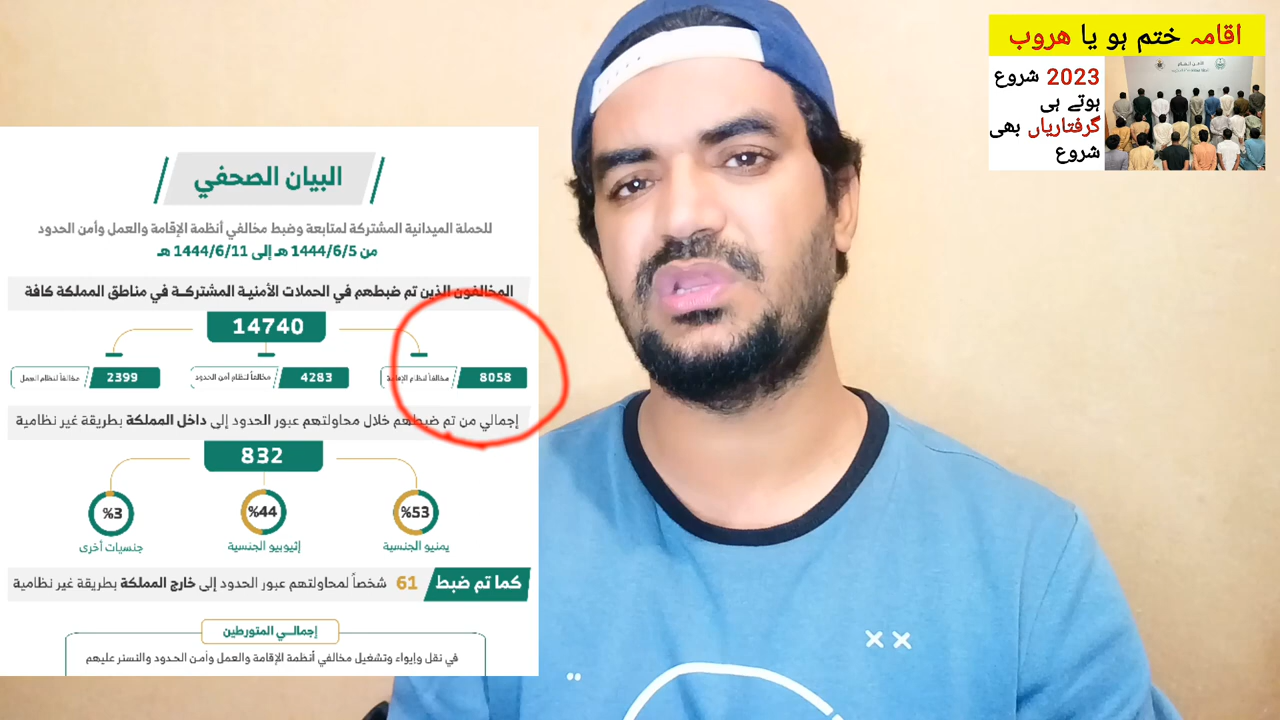 البيان الصحفي
للحملة الميدانية المشتركة لمتابعة وضبط مخالفي أنظمة الإقامة والعمل وأمن الحدود
من 1444/6/5 هـ إلى 1444/6/11 هـ
المخالفون الذين تم ضبطهم في الحملات الأمنية المشتركة في مناطق المملكة كافة
14740
8058 مخالفاً لنظام الإقامة
4283 مخالفاً لنظام أمن الحدود
2399 مخالفاً لنظام العمل
إجمالي من تم ضبطهم خلال محاولتهم عبور الحدود إلى داخل المملكة بطريقة غير نظامية
832
%53 %44 %3
يمنيو الجنسية إثيوبيو الجنسية جنسيات أخرى
كما تم ضبط 61 شخصاً لمحاولتهم عبور الحدود إلى خارج المملكة بطريقة غير نظامية
إجمالـي المتورطين
في نقل وإيواء وتشغيل مخالفي أنظمة الإقامة والعمل وأمن الحدود والتستر عليهم
اقامہ ختم ہو یا ھروب
2023 شروع
ہوتے ہی
گرفتاریاں بھی
شروع